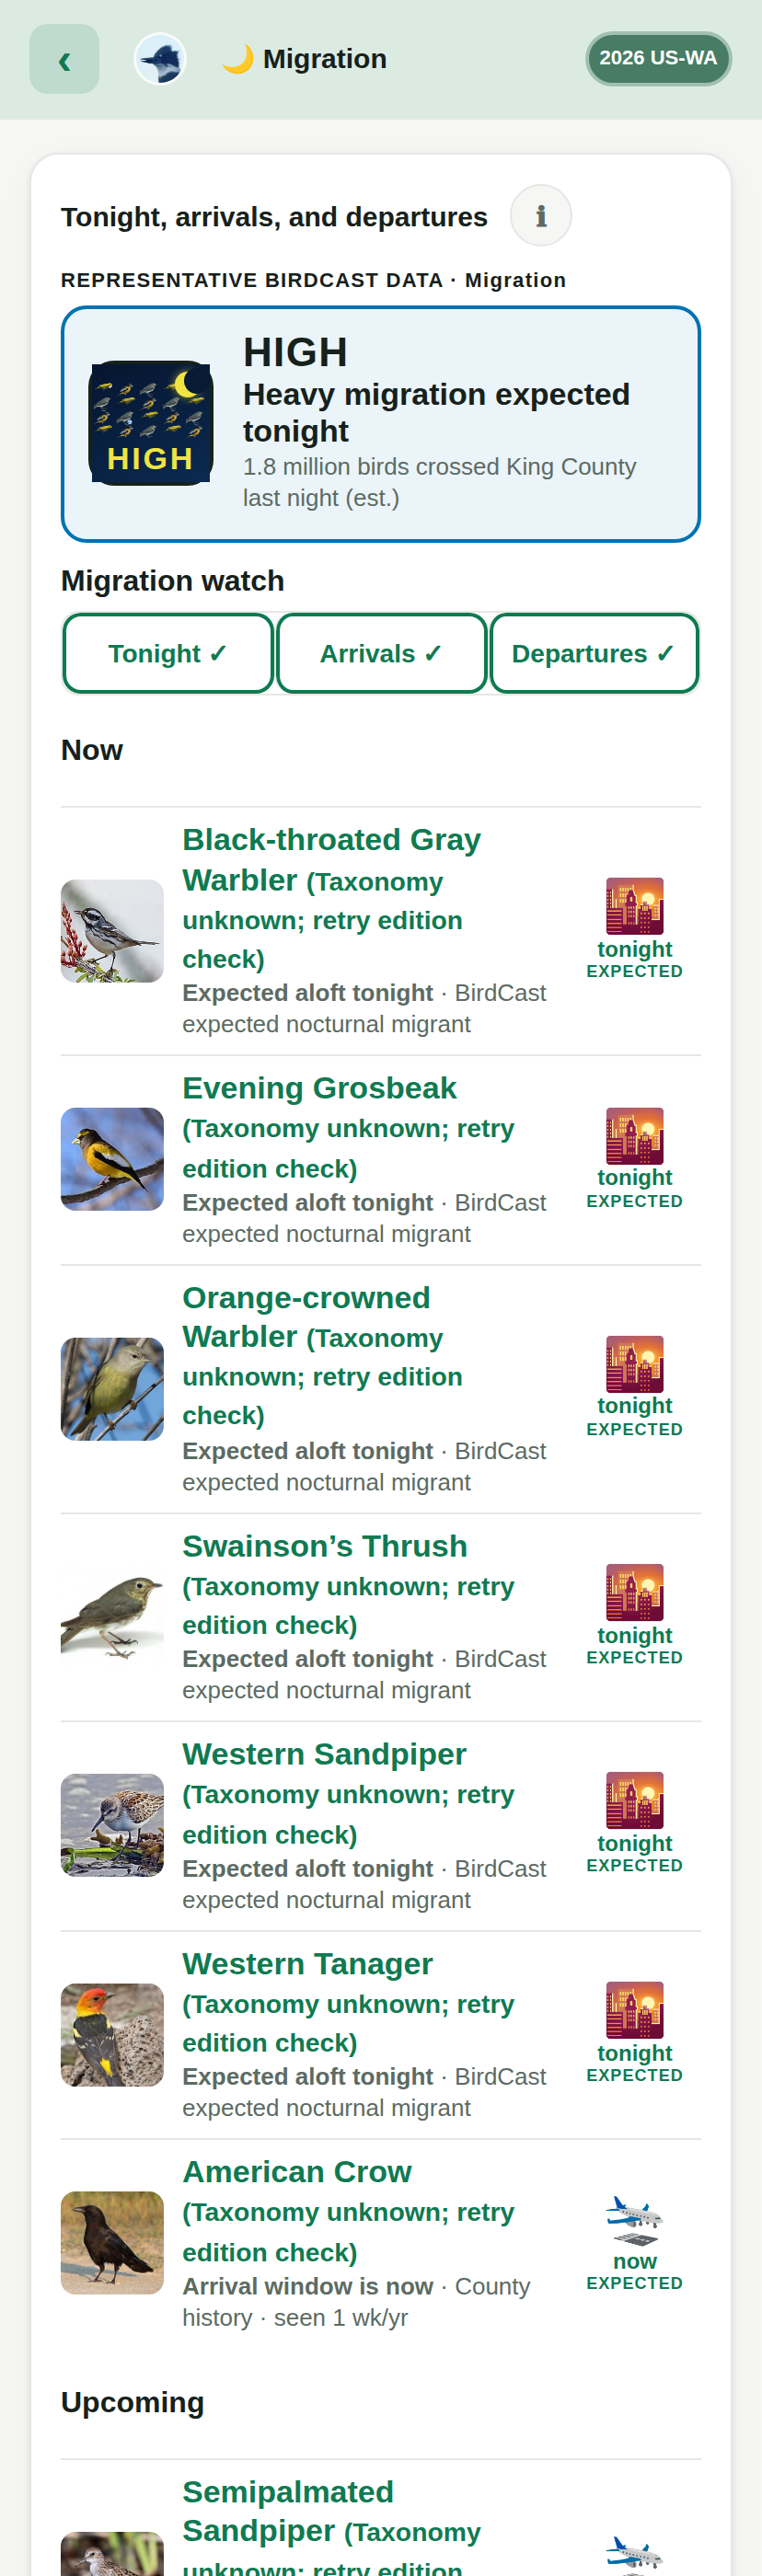 ‹ 🌙 Migration 2026 US-WA
Tonight, arrivals, and departures ℹ
REPRESENTATIVE BIRDCAST DATA · Migration
HIGH
HIGH
Heavy migration expected
tonight
1.8 million birds crossed King County
last night (est.)
Migration watch
Tonight ✓ Arrivals ✓ Departures ✓
Now
Black-throated Gray
Warbler (Taxonomy
unknown; retry edition
check)
Expected aloft tonight · BirdCast
expected nocturnal migrant
tonight
EXPECTED
Evening Grosbeak
(Taxonomy unknown; retry
edition check)
Expected aloft tonight · BirdCast
expected nocturnal migrant
tonight
EXPECTED
Orange-crowned
Warbler (Taxonomy
unknown; retry edition
check)
Expected aloft tonight · BirdCast
expected nocturnal migrant
tonight
EXPECTED
Swainson’s Thrush
(Taxonomy unknown; retry
edition check)
Expected aloft tonight · BirdCast
expected nocturnal migrant
tonight
EXPECTED
Western Sandpiper
(Taxonomy unknown; retry
edition check)
Expected aloft tonight · BirdCast
expected nocturnal migrant
tonight
EXPECTED
Western Tanager
(Taxonomy unknown; retry
edition check)
Expected aloft tonight · BirdCast
expected nocturnal migrant
tonight
EXPECTED
American Crow
(Taxonomy unknown; retry
edition check)
Arrival window is now · County
history · seen 1 wk/yr
now
EXPECTED
Upcoming
Semipalmated
Sandpiper (Taxonomy
unknown; retry edition